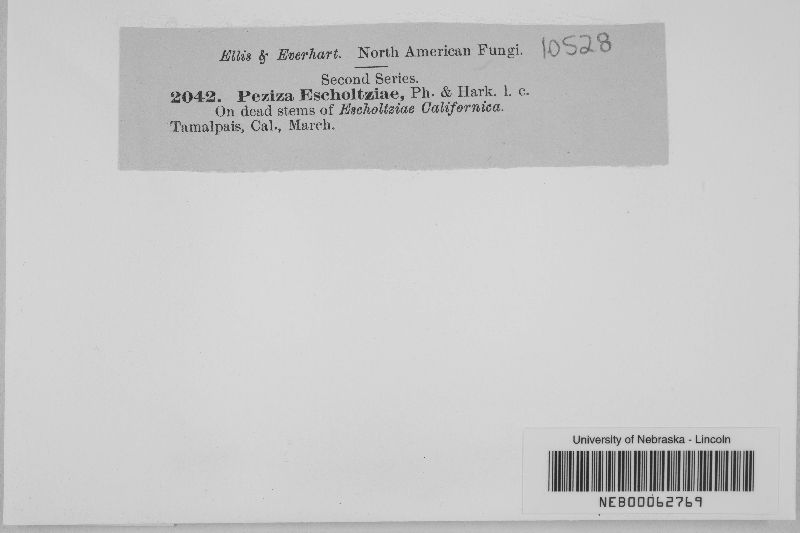 Ellis & Everhart. North American Fungi. 10528
Second Series.
2042. Peziza Escholtziae, Ph. & Hark. l. c.
On dead stems of Escholtziae Californica.
Tamalpais, Cal., March.
University of Nebraska - Lincoln
NEB00062769